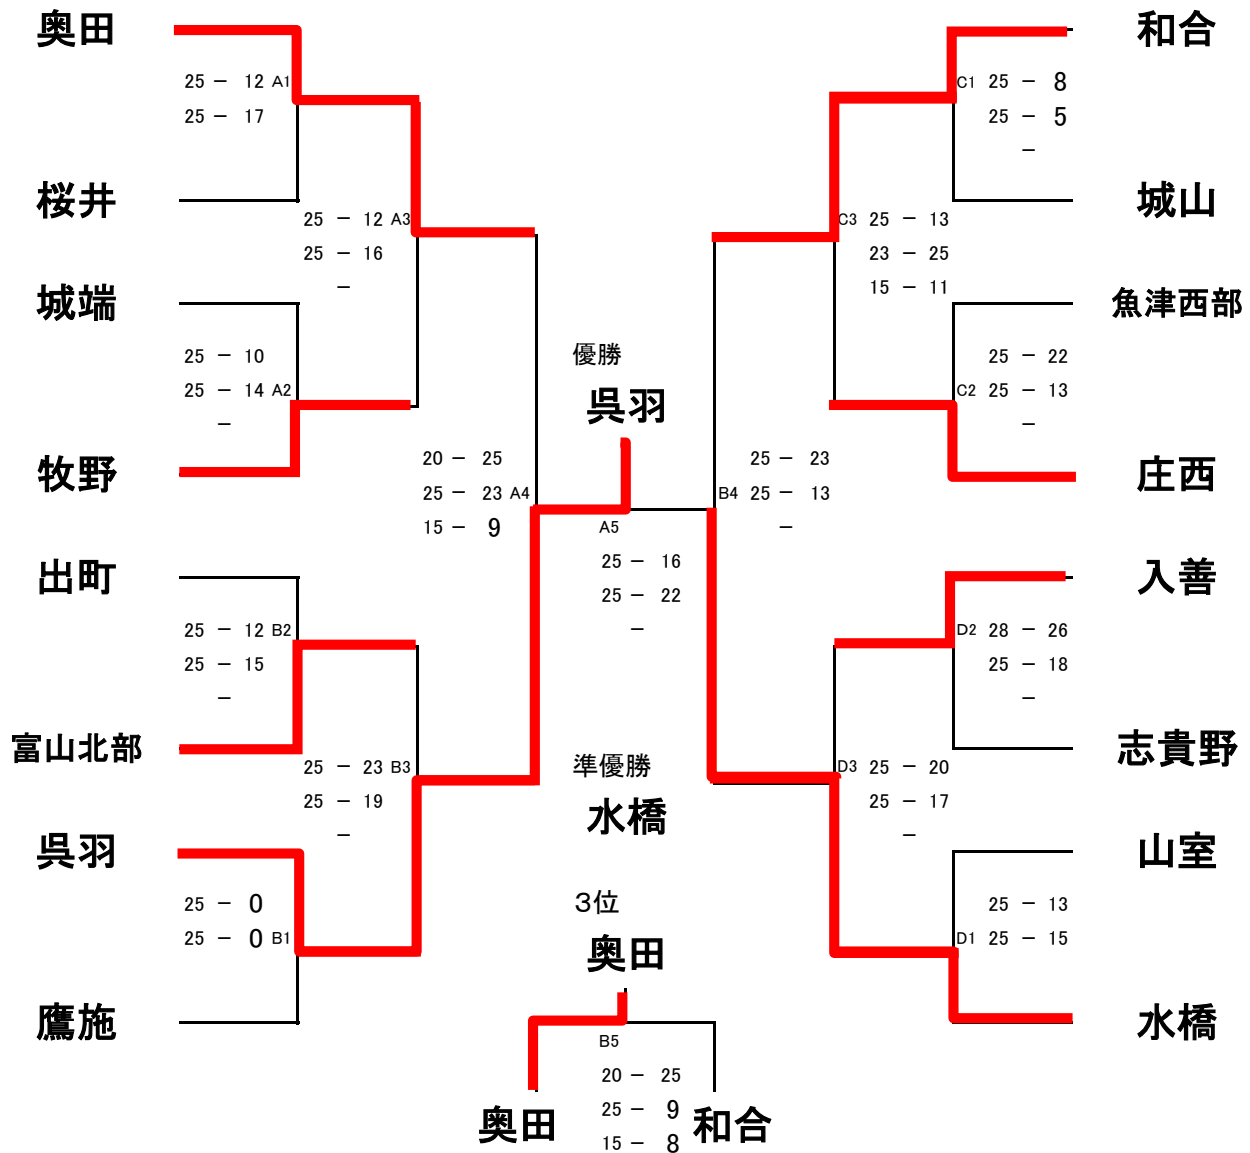 奥田
25 － 12 A1
25 － 17
桜井
25 － 12 A3
25 － 16
－
城端
25 － 10
25 － 14 A2
－
牧野
20 － 25
25 － 23 A4
15 － 9
出町
25 － 12 B2
25 － 15
－
富山北部
25 － 23 B3
25 － 19
－
呉羽
25 － 0
25 － 0 B1
鷹施
優勝
呉羽
A5
25 － 16
25 － 22
－
準優勝
水橋
3位
奥田
B5
20 － 25
25 － 9
15 － 8
奥田
和合
和合
C1 25 － 8
25 － 5
－
城山
C3 25 － 13
23 － 25
15 － 11
魚津西部
25 － 22
C2 25 － 13
－
庄西
25 － 23
B4 25 － 13
－
入善
D2 28 － 26
25 － 18
－
志貴野
D3 25 － 20
25 － 17
－
山室
25 － 13
D1 25 － 15
水橋